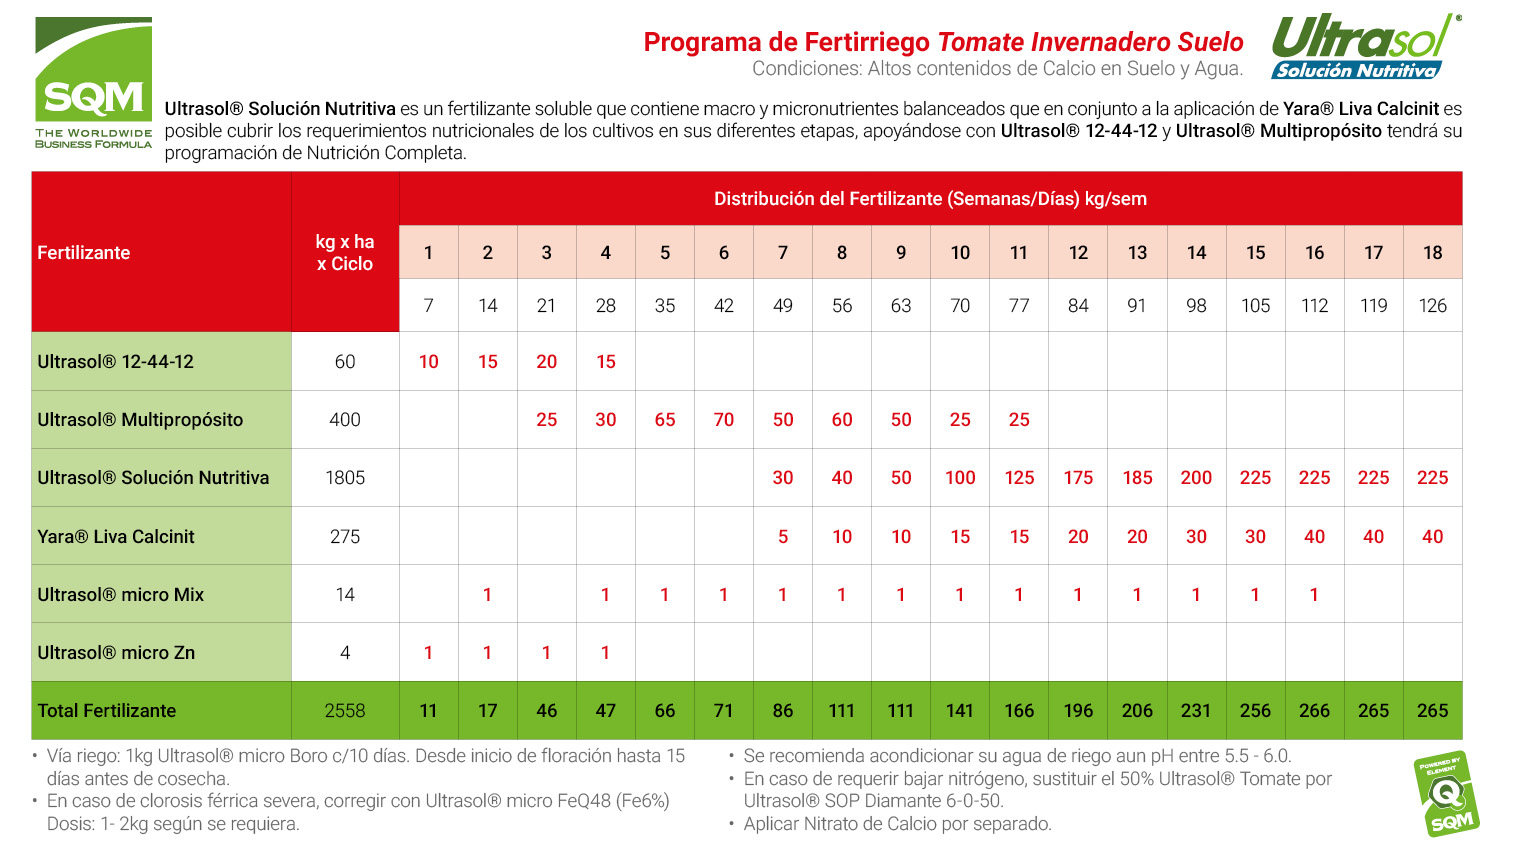 SQM
THE WORLDWIDE
BUSINESS FORMULA
Programa de Fertirriego Tomate Invernadero Suelo
Condiciones: Altos contenidos de Calcio en Suelo y Agua.
Ultrasol®
Solución Nutritiva
Ultrasol® Solución Nutritiva es un fertilizante soluble que contiene macro y micronutrientes balanceados que en conjunto a la aplicación de Yara® Liva Calcinit es
posible cubrir los requerimientos nutricionales de los cultivos en sus diferentes etapas, apoyándose con Ultrasol® 12-44-12 y Ultrasol® Multipropósito tendrá su
programación de Nutrición Completa.
Fertilizante
kg x ha
x Ciclo
Distribución del Fertilizante (Semanas/Días) kg/sem
1 2 3 4 5 6 7 8 9 10 11 12 13 14 15 16 17 18
7 14 21 28 35 42 49 56 63 70 77 84 91 98 105 112 119 126
Ultrasol® 12-44-12 60 10 15 20 15
Ultrasol® Multipropósito 400 25 30 65 70 50 60 50 25 25
Ultrasol® Solución Nutritiva 1805 30 40 50 100 125 175 185 200 225 225 225 225
Yara® Liva Calcinit 275 5 10 10 15 15 20 20 30 30 40 40 40
Ultrasol® micro Mix 14 1 1 1 1 1 1 1 1 1 1 1 1 1 1
Ultrasol® micro Zn 4 1 1 1 1
Total Fertilizante 2558 11 17 46 47 66 71 86 111 111 141 166 196 206 231 256 266 265 265
• Vía riego: 1kg Ultrasol® micro Boro c/10 días. Desde inicio de floración hasta 15
días antes de cosecha.
• En caso de clorosis férrica severa, corregir con Ultrasol® micro FeQ48 (Fe6%)
Dosis: 1- 2kg según se requiera.
• Se recomienda acondicionar su agua de riego aun pH entre 5.5 - 6.0.
• En caso de requerir bajar nitrógeno, sustituir el 50% Ultrasol® Tomate por
Ultrasol® SOP Diamante 6-0-50.
• Aplicar Nitrato de Calcio por separado.
POWERED BY
ELEMENT
Q
SQM